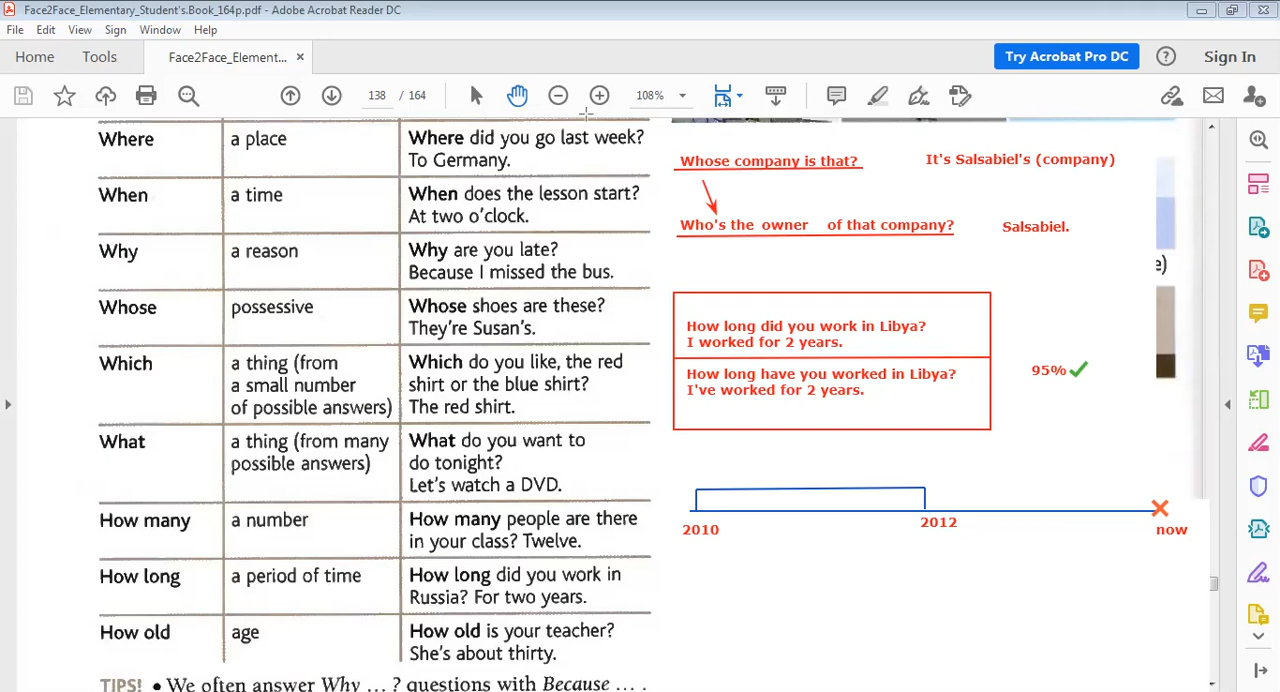 Face2Face_Elementary_Student's.Book_164p.pdf - Adobe Acrobat Reader DC
File Edit View Sign Window Help
Home Tools Face2Face_Element... × Try Acrobat Pro DC ? Sign In
138 / 164 108%
Where a place Where did you go last week?
To Germany.
When a time When does the lesson start?
At two o'clock.
Why a reason Why are you late?
Because I missed the bus.
Whose possessive Whose shoes are these?
They're Susan's.
Which a thing (from Which do you like, the red
a small number shirt or the blue shirt?
of possible answers) The red shirt.
What a thing (from many What do you want to
possible answers) do tonight?
Let's watch a DVD.
How many a number How many people are there
in your class? Twelve.
How long a period of time How long did you work in
Russia? For two years.
How old age How old is your teacher?
She's about thirty.
TIPS! • We often answer Why … ? questions with Because … .
Whose company is that? It's Salsabiel's (company)
Who's the owner of that company? Salsabiel.
e)
How long did you work in Libya?
I worked for 2 years.
How long have you worked in Libya?
I've worked for 2 years.
95%
2010 2012 now